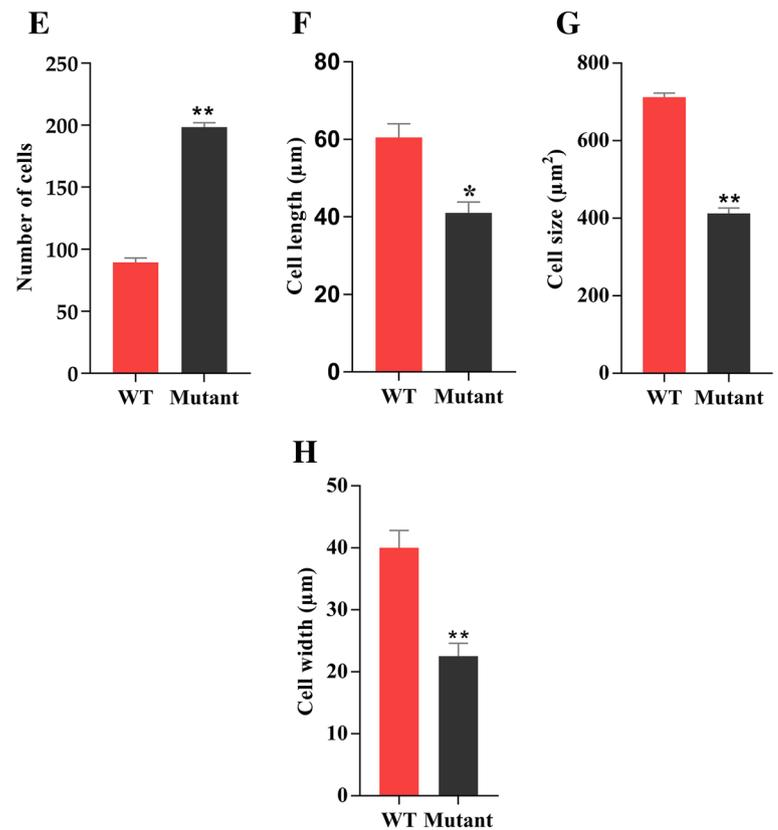 E
Number of cells
250
200
150
100
50
0
**
WT Mutant
F
Cell length (µm)
80
60
40
20
0
*
WT Mutant
G
Cell size (µm²)
800
600
400
200
0
**
WT Mutant
H
Cell width (µm)
50
40
30
20
10
0
**
WT Mutant